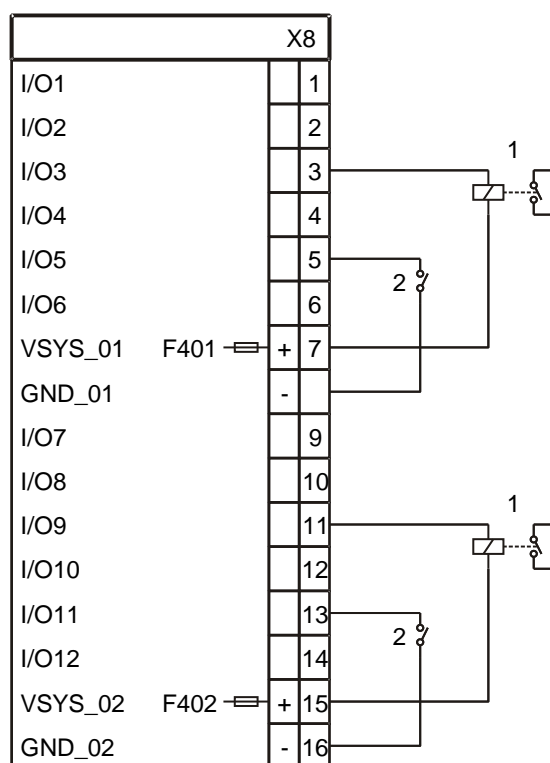 X8
I/O1 1
I/O2 2
I/O3 3
1
I/O4 4
I/O5 5
2
I/O6 6
VSYS_01 F401 + 7
GND_01 -
I/O7 9
I/O8 10
1
I/O9 11
I/O10 12
I/O11 13
2
I/O12 14
VSYS_02 F402 + 15
GND_02 - 16